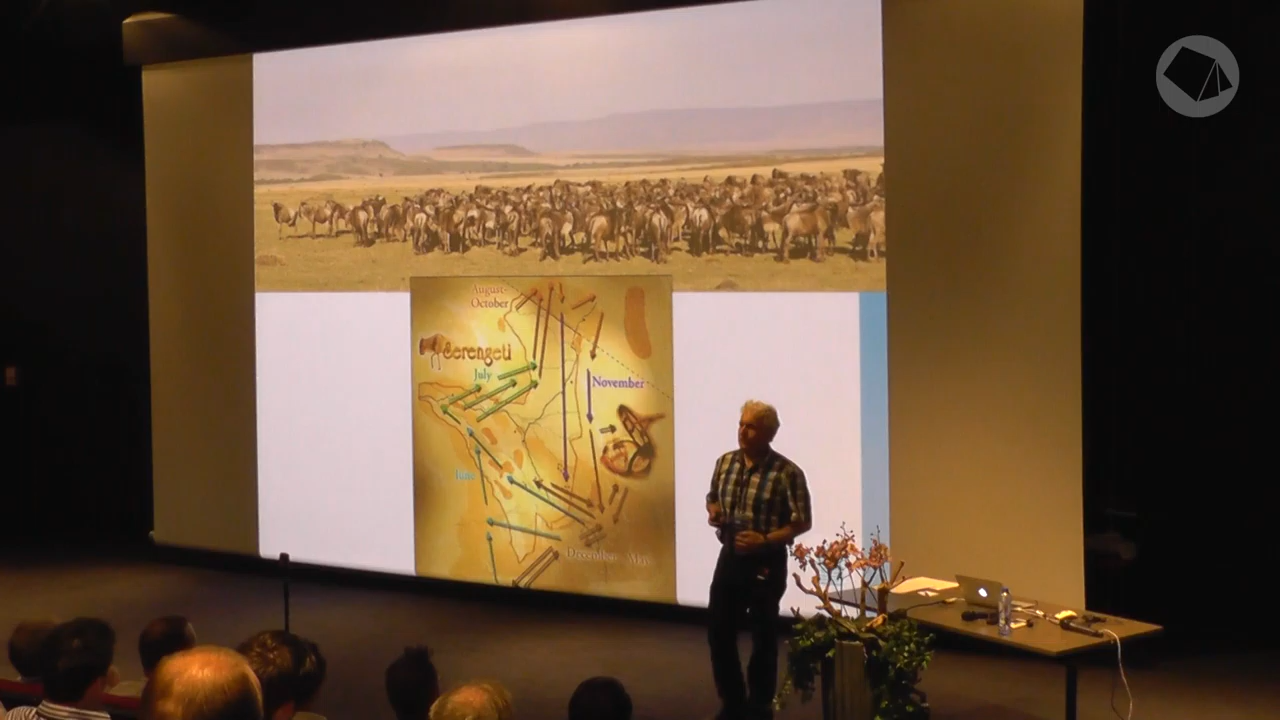 August-
October
Serengeti
July
November
June
December - May